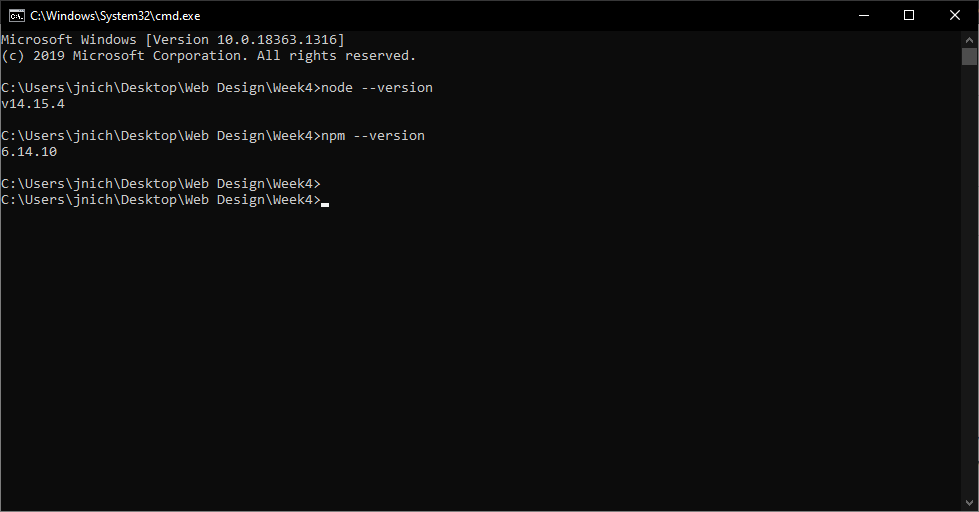 C:\Windows\System32\cmd.exe
Microsoft Windows [Version 10.0.18363.1316]
(c) 2019 Microsoft Corporation. All rights reserved.
C:\Users\jnich\Desktop\Web Design\Week4>node --version
v14.15.4
C:\Users\jnich\Desktop\Web Design\Week4>npm --version
6.14.10
C:\Users\jnich\Desktop\Web Design\Week4>
C:\Users\jnich\Desktop\Web Design\Week4>